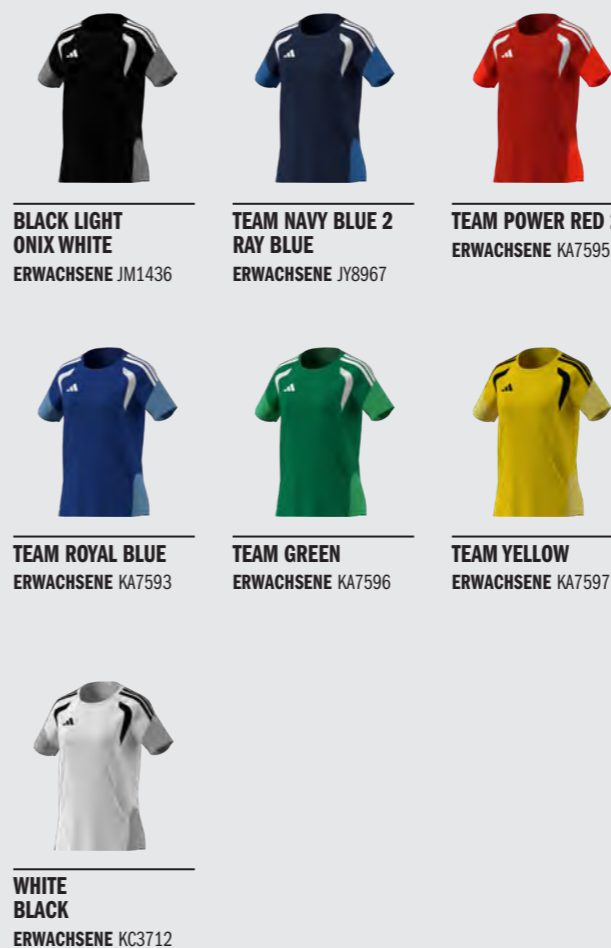 BLACK LIGHT
ONIX WHITE
ERWACHSENE JM1436
TEAM NAVY BLUE 2
RAY BLUE
ERWACHSENE JY8967
TEAM POWER RED
ERWACHSENE KA7595
TEAM ROYAL BLUE
ERWACHSENE KA7593
TEAM GREEN
ERWACHSENE KA7596
TEAM YELLOW
ERWACHSENE KA7597
WHITE
BLACK
ERWACHSENE KC3712